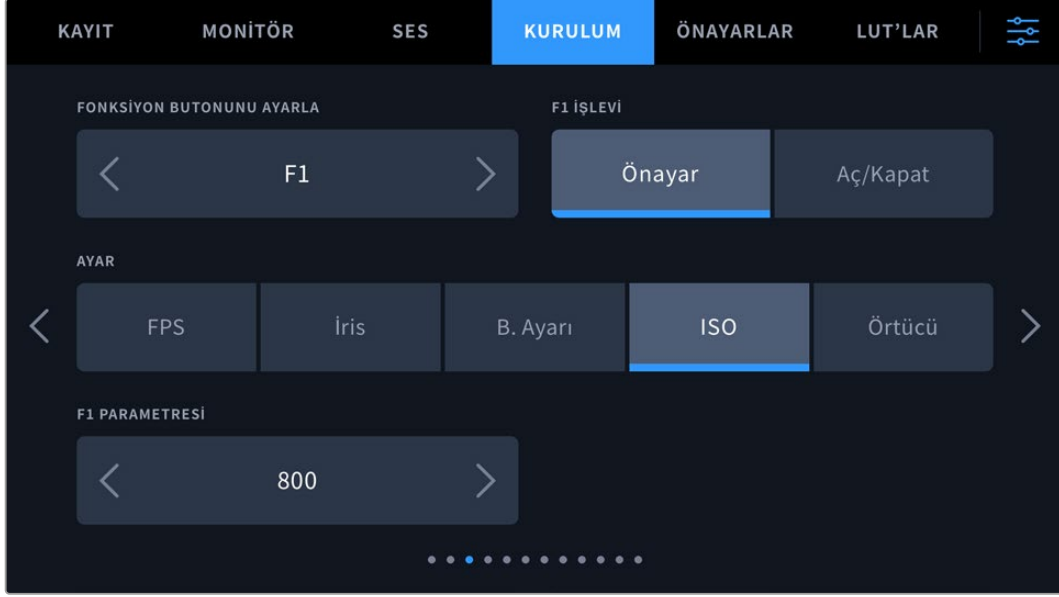 KAYIT MONİTÖR SES KURULUM ÖNAYARLAR LUT’LAR
FONKSİYON BUTONUNU AYARLA F1 İŞLEVİ
F1 Önayar Aç/Kapat
AYAR
FPS İris B. Ayarı ISO Örtücü
F1 PARAMETRESİ
800